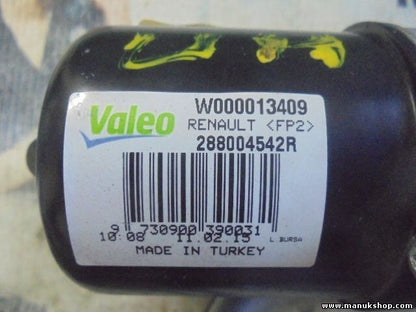 Valeo
W000013409
RENAULT <FP2>
288004542R
9 730900 390031
10:08 11.02.15 L BURSA
MADE IN TURKEY
www.manukshop.com